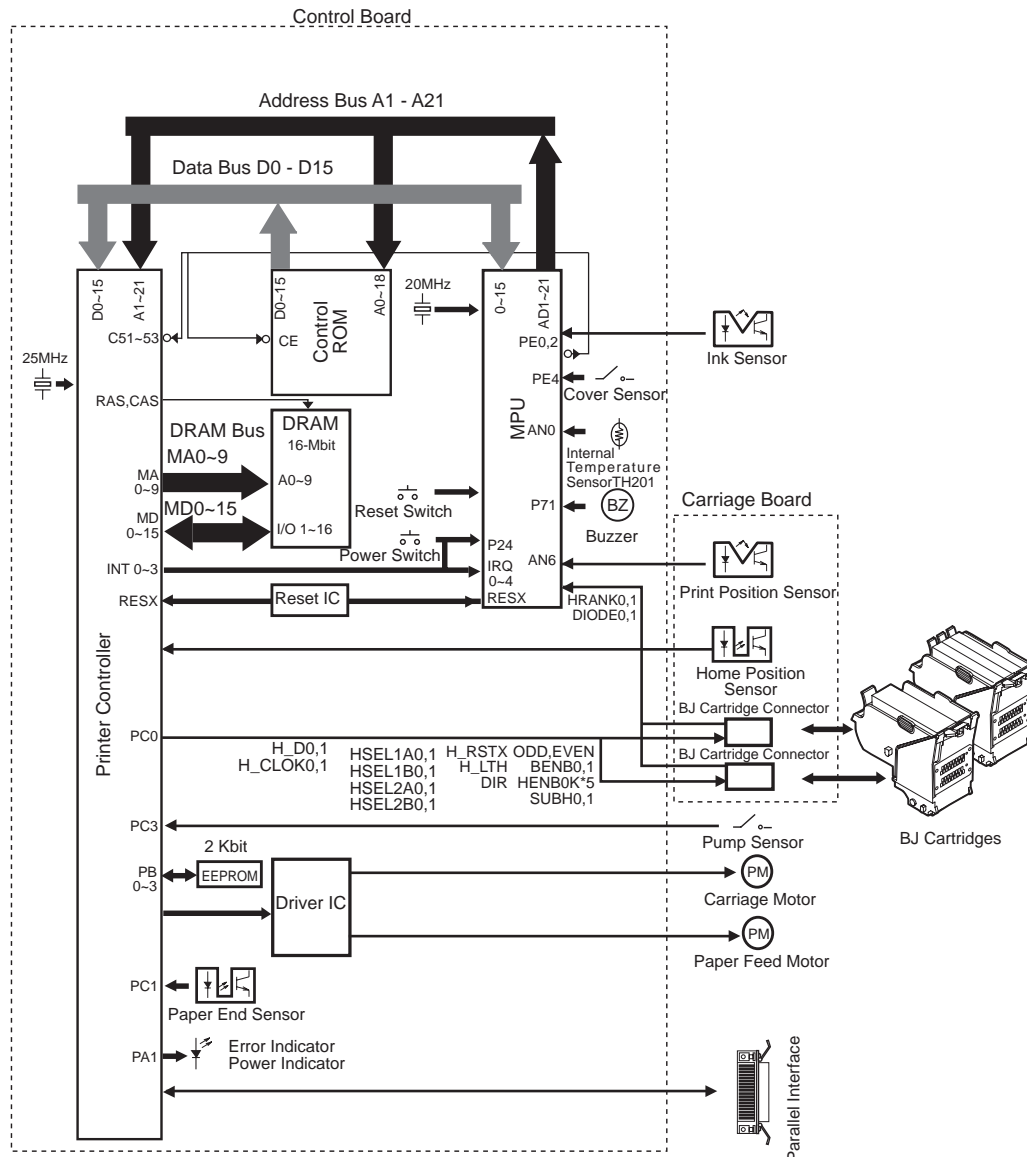 Control Board
Address Bus A1 - A21
Data Bus D0 - D15
D0~15
A1~21
D0~15
A0~18
0~15
AD1~21
20MHz
C51~53
CE
Control
ROM
PE0,2
Ink Sensor
25MHz
PE4
Cover Sensor
MPU
RAS,CAS
DRAM
16-Mbit
DRAM Bus
MA0~9
AN0
Internal
Temperature
SensorTH201
MA
0~9
A0~9
MD0~15
Reset Switch
P71
BZ
Buzzer
Carriage Board
MD
0~15
I/O 1~16
Power Switch
P24
AN6
INT 0~3
IRQ
0~4
RESX
Reset IC
RESX
HRANK0,1
DIODE0,1
Print Position Sensor
Printer Controller
Home Position
Sensor
BJ Cartridge Connector
PC0
H_D0,1
H_CLOK0,1
HSEL1A0,1
HSEL1B0,1
HSEL2A0,1
HSEL2B0,1
H_RSTX ODD,EVEN
H_LTH BENB0,1
DIR HENB0K*5
SUBH0,1
BJ Cartridge Connector
BJ Cartridges
PC3
Pump Sensor
2 Kbit
PB
0~3
EEPROM
Driver IC
PM
Carriage Motor
PM
Paper Feed Motor
PC1
Paper End Sensor
PA1
Error Indicator
Power Indicator
Parallel Interface